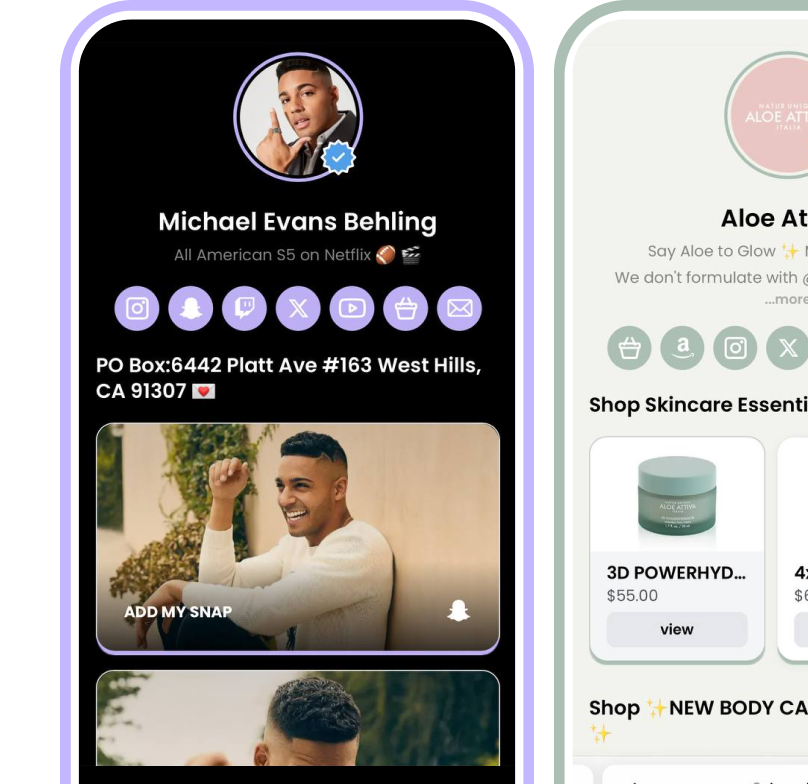 Michael Evans Behling
All American S5 on Netflix 🏈 🎬
PO Box:6442 Platt Ave #163 West Hills,
CA 91307 💌
ADD MY SNAP
NATUR UNIQ
ALOE ATT
ITALIA
Aloe At
Say Aloe to Glow ✨ N
We don't formulate with @
...more
Shop Skincare Essenti
ALOE ATTIVA
3D POWERHYD...
$55.00
view
4x
$6
Shop ✨NEW BODY CA
✨